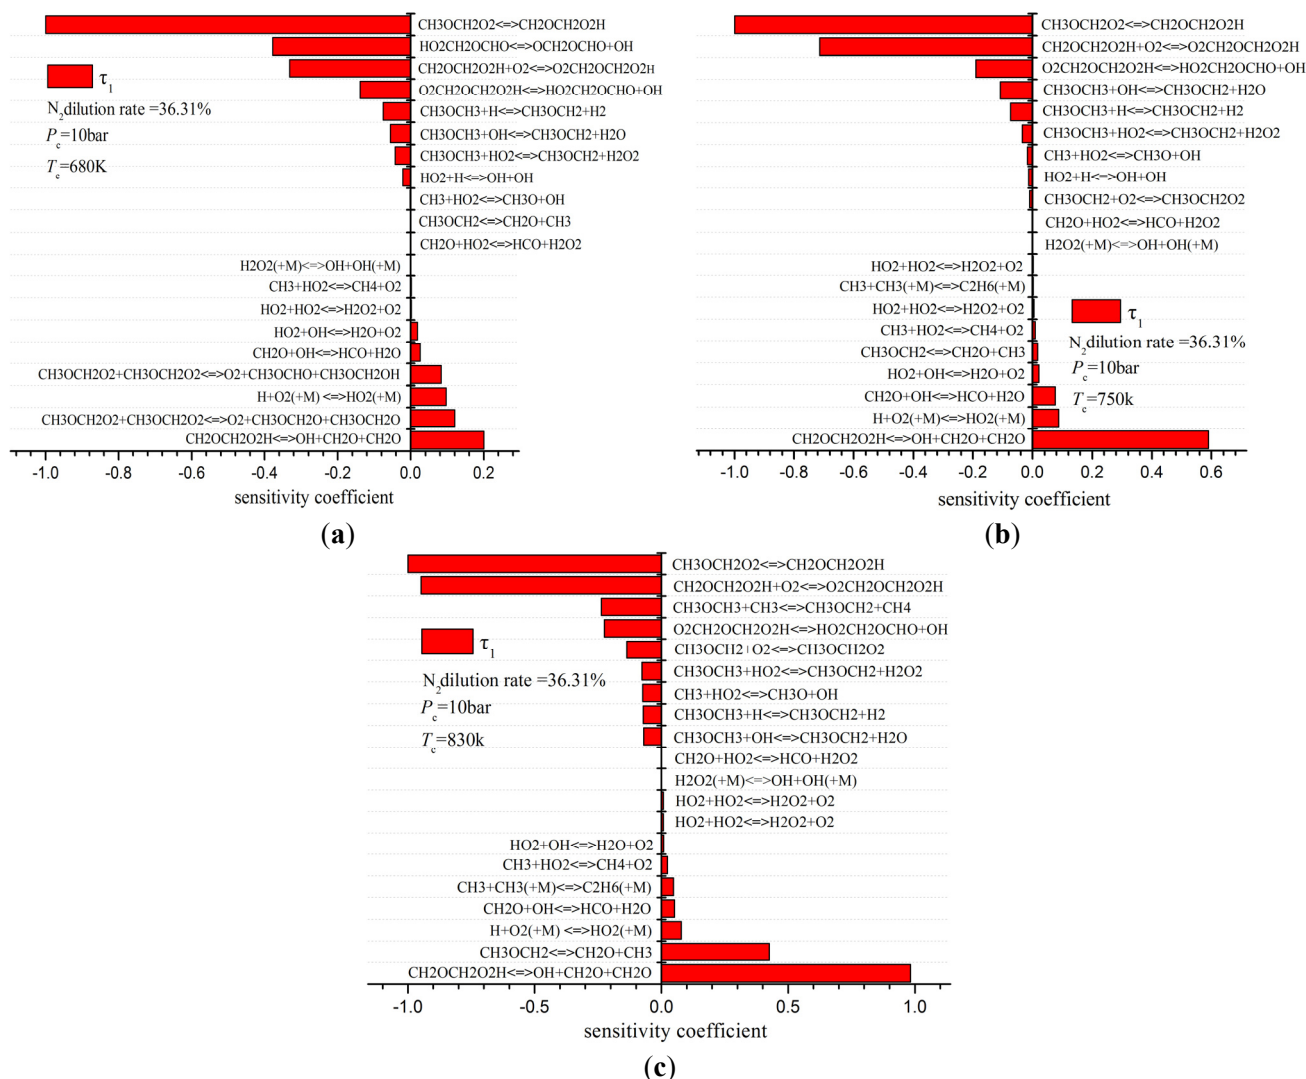 CH3OCH2O2<=>CH2OCH2O2H
HO2CH2OCHO<=>OCH2OCHO+OH
CH2OCH2O2H+O2<=>O2CH2OCH2O2H
O2CH2OCH2O2H<=>HO2CH2OCHO+OH
CH3OCH3+H<=>CH3OCH2+H2
CH3OCH3+OH<=>CH3OCH2+H2O
CH3OCH3+HO2<=>CH3OCH2+H2O2
HO2+H<=>OH+OH
CH3+HO2<=>CH3O+OH
CH3OCH2<=>CH2O+CH3
CH2O+HO2<=>HCO+H2O2
H2O2(+M)<=>OH+OH(+M)
CH3+HO2<=>CH4+O2
HO2+HO2<=>H2O2+O2
HO2+OH<=>H2O+O2
CH2O+OH<=>HCO+H2O
CH3OCH2O2+CH3OCH2O2<=>O2+CH3OCHO+CH3OCH2OH
H+O2(+M) <=>HO2(+M)
CH3OCH2O2+CH3OCH2O2<=>O2+CH3OCH2O+CH3OCH2O
CH2OCH2O2H<=>OH+CH2O+CH2O
τ1
N2dilution rate =36.31%
Pc=10bar
Tc=680K
-1.0 -0.8 -0.6 -0.4 -0.2 0.0 0.2
sensitivity coefficient
(a)
CH3OCH2O2<=>CH2OCH2O2H
CH2OCH2O2H+O2<=>O2CH2OCH2O2H
O2CH2OCH2O2H<=>HO2CH2OCHO+OH
CH3OCH3+OH<=>CH3OCH2+H2O
CH3OCH3+H<=>CH3OCH2+H2
CH3OCH3+HO2<=>CH3OCH2+H2O2
CH3+HO2<=>CH3O+OH
HO2+H<=>OH+OH
CH3OCH2+O2<=>CH3OCH2O2
CH2O+HO2<=>HCO+H2O2
H2O2(+M)<=>OH+OH(+M)
HO2+HO2<=>H2O2+O2
CH3+CH3(+M)<=>C2H6(+M)
HO2+HO2<=>H2O2+O2
CH3+HO2<=>CH4+O2
CH3OCH2<=>CH2O+CH3
HO2+OH<=>H2O+O2
CH2O+OH<=>HCO+H2O
H+O2(+M)<=>HO2(+M)
CH2OCH2O2H<=>OH+CH2O+CH2O
τ1
N2dilution rate =36.31%
Pc=10bar
Tc=750k
-1.0 -0.8 -0.6 -0.4 -0.2 0.0 0.2 0.4 0.6
sensitivity coefficient
(b)
CH3OCH2O2<=>CH2OCH2O2H
CH2OCH2O2H+O2<=>O2CH2OCH2O2H
CH3OCH3+CH3<=>CH3OCH2+CH4
O2CH2OCH2O2H<=>HO2CH2OCHO+OH
CH3OCH2+O2<=>CH3OCH2O2
CH3OCH3+HO2<=>CH3OCH2+H2O2
CH3+HO2<=>CH3O+OH
CH3OCH3+H<=>CH3OCH2+H2
CH3OCH3+OH<=>CH3OCH2+H2O
CH2O+HO2<=>HCO+H2O2
H2O2(+M)<=>OH+OH(+M)
HO2+HO2<=>H2O2+O2
HO2+HO2<=>H2O2+O2
HO2+OH<=>H2O+O2
CH3+HO2<=>CH4+O2
CH3+CH3(+M)<=>C2H6(+M)
CH2O+OH<=>HCO+H2O
H+O2(+M) <=>HO2(+M)
CH3OCH2<=>CH2O+CH3
CH2OCH2O2H<=>OH+CH2O+CH2O
τ1
N2dilution rate =36.31%
Pc=10bar
Tc=830k
-1.0 -0.5 0.0 0.5 1.0
sensitivity coefficient
(c)